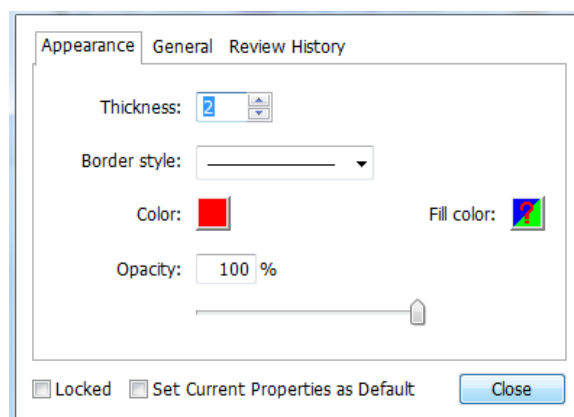 Appearance General Review History
Thickness: 2
Border style:
Color: Fill color: ?
Opacity: 100 %
Locked Set Current Properties as Default Close